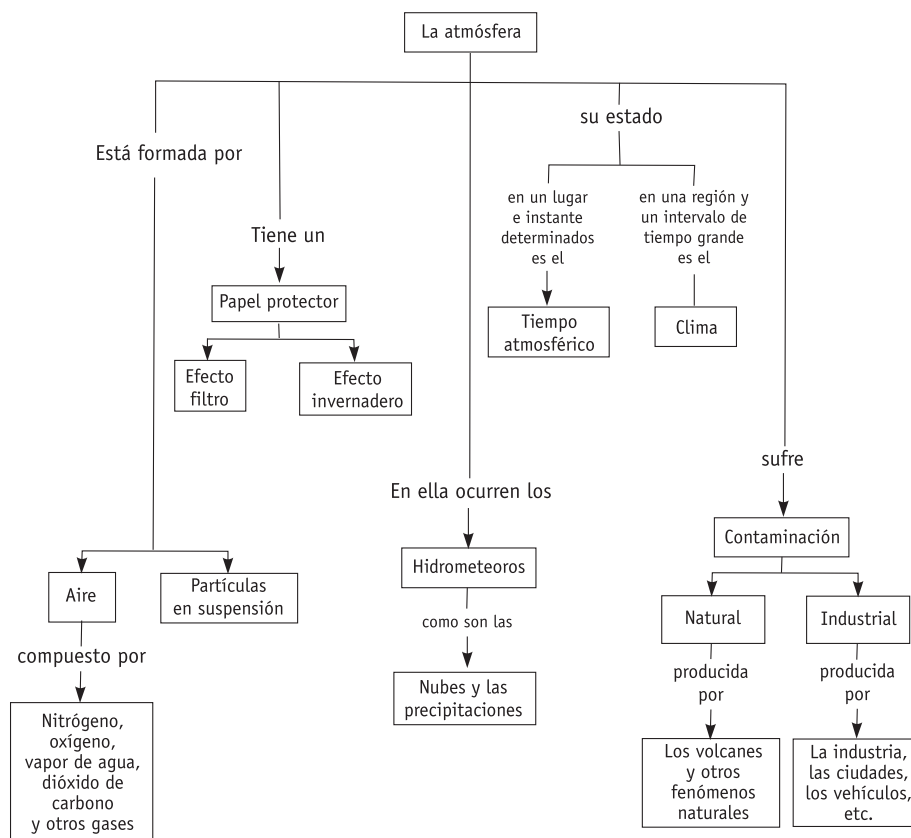 La atmósfera
Está formada por
Aire
Partículas
en suspensión
compuesto por
Nitrógeno,
oxígeno,
vapor de agua,
dióxido de
carbono
y otros gases
Tiene un
Papel protector
Efecto
filtro
Efecto
invernadero
En ella ocurren los
Hidrometeoros
como son las
Nubes y las
precipitaciones
su estado
en un lugar
e instante
determinados
es el
Tiempo
atmosférico
en una región y
un intervalo de
tiempo grande
es el
Clima
sufre
Contaminación
Natural
producida
por
Los volcanes
y otros
fenómenos
naturales
Industrial
producida
por
La industria,
las ciudades,
los vehículos,
etc.